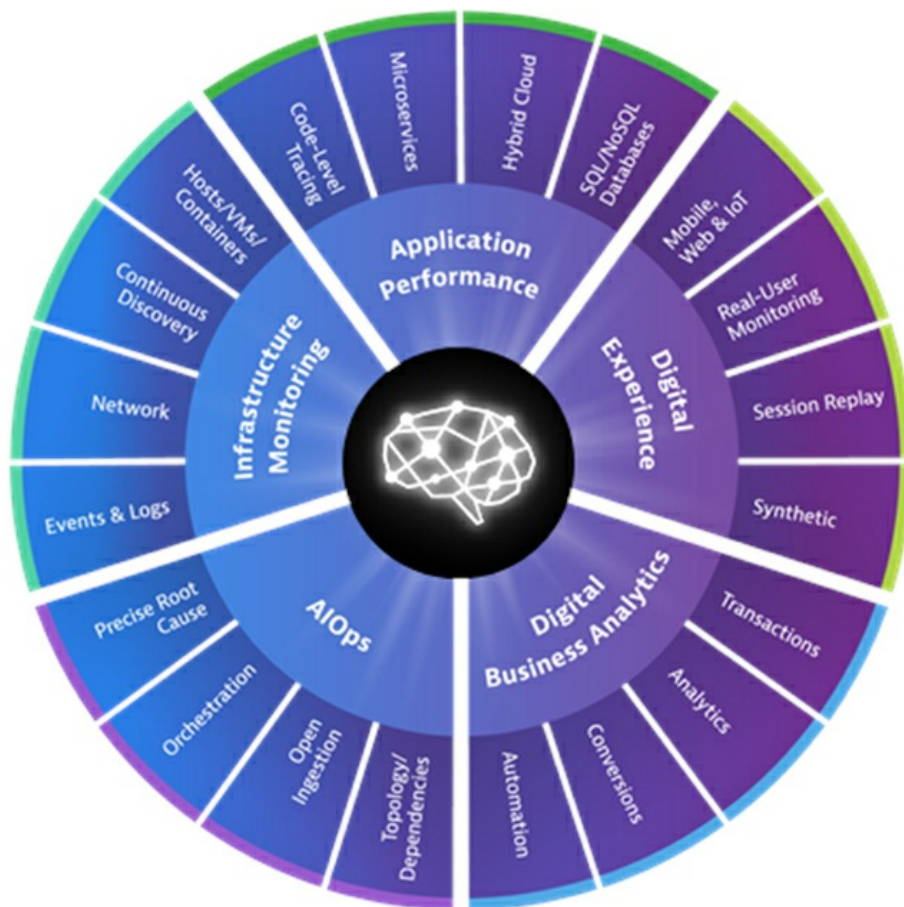 Code-Level
Tracing
Microservices
Hybrid Cloud
SQL/NoSQL
Databases
Application
Performance
Mobile,
Web & IoT
Real-User
Monitoring
Session Replay
Synthetic
Digital
Experience
Transactions
Analytics
Conversions
Automation
Digital
Business Analytics
Topology/
Dependencies
Open
Ingestion
Orchestration
Precise Root
Cause
AIOps
Events & Logs
Network
Continuous
Discovery
Hosts/VMs/
Containers
Infrastructure
Monitoring